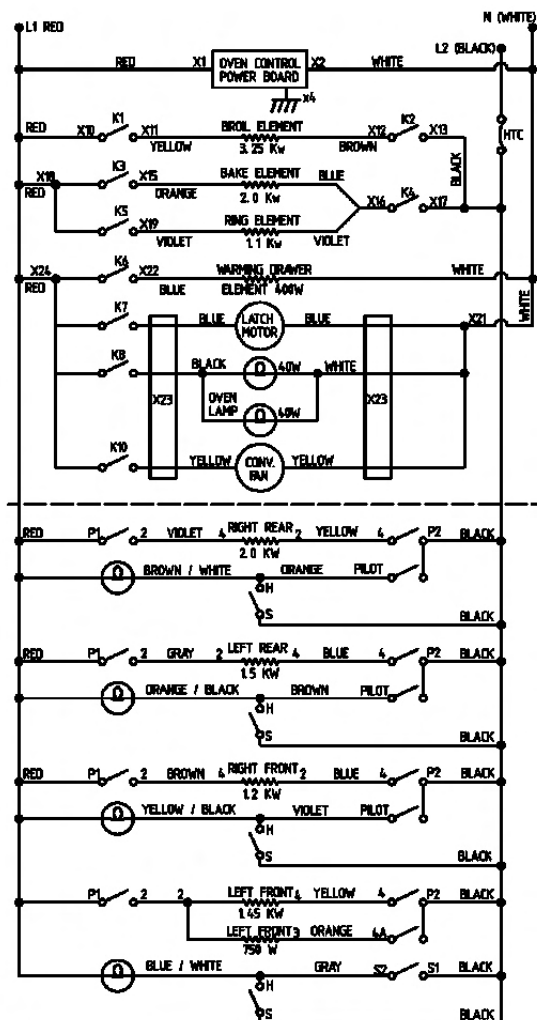 L1 RED
N (WHITE)
L2 (BLACK)
RED X1 OVEN CONTROL X2 WHITE
POWER BOARD
X4
HTC
RED X10 K1 X11 BROIL ELEMENT X12 K2 X13
YELLOW 3.25 Kw BROWN
BLACK
X18 K3 X15 BAKE ELEMENT BLUE
RED ORANGE 2.0 Kw X16 K4 X17
K5 X19 RING ELEMENT
VIOLET 1.1 Kw VIOLET
X24 K6 X22 WARMING DRAWER WHITE
RED BLUE ELEMENT 400W
WHITE
K7 BLUE LATCH BLUE X21
MOTOR
K8 BLACK Ω 40W WHITE
X23 OVEN X23
LAMP Ω 40W
K10 YELLOW CONV. YELLOW
FAN
RED P1 2 VIOLET 4 RIGHT REAR 2 YELLOW 4 P2 BLACK
2.0 KW
Ω BROWN / WHITE ORANGE PILOT
H
S BLACK
RED P1 2 GRAY 2 LEFT REAR 4 BLUE 4 P2 BLACK
1.5 KW
Ω ORANGE / BLACK BROWN PILOT
H
S BLACK
RED P1 2 BROWN 4 RIGHT FRONT 2 BLUE 4 P2 BLACK
1.2 KW
Ω YELLOW / BLACK VIOLET PILOT
H
S BLACK
P1 2 2 LEFT FRONT 4 YELLOW 4 P2 BLACK
1.45 KW
LEFT FRONT 3 ORANGE 4A
750 W
Ω BLUE / WHITE GRAY S2 S1 BLACK
H
S BLACK